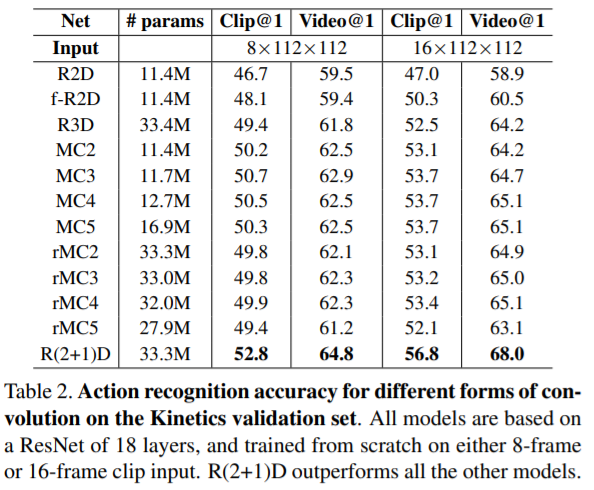 Net # params Clip@1 Video@1 Clip@1 Video@1
Input 8×112×112 16×112×112
R2D 11.4M 46.7 59.5 47.0 58.9
f-R2D 11.4M 48.1 59.4 50.3 60.5
R3D 33.4M 49.4 61.8 52.5 64.2
MC2 11.4M 50.2 62.5 53.1 64.2
MC3 11.7M 50.7 62.9 53.7 64.7
MC4 12.7M 50.5 62.5 53.7 65.1
MC5 16.9M 50.3 62.5 53.7 65.1
rMC2 33.3M 49.8 62.1 53.1 64.9
rMC3 33.0M 49.8 62.3 53.2 65.0
rMC4 32.0M 49.9 62.3 53.4 65.1
rMC5 27.9M 49.4 61.2 52.1 63.1
R(2+1)D 33.3M 52.8 64.8 56.8 68.0
Table 2. Action recognition accuracy for different forms of con-
volution on the Kinetics validation set. All models are based on
a ResNet of 18 layers, and trained from scratch on either 8-frame
or 16-frame clip input. R(2+1)D outperforms all the other models.